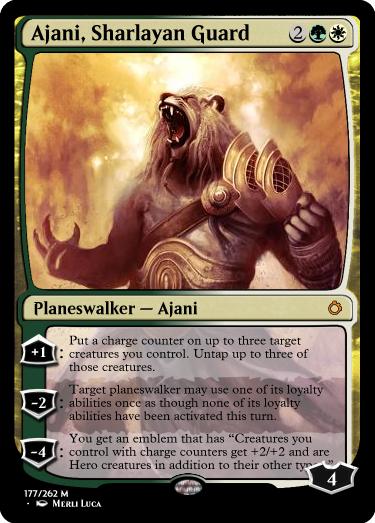 Ajani, Sharlayan Guard 2
Planeswalker — Ajani
+1: Put a charge counter on up to three target
creatures you control. Untap up to three of
those creatures.
-2: Target planeswalker may use one of its loyalty
abilities once as though none of its loyalty
abilities have been activated this turn.
-4: You get an emblem that has “Creatures you
control with charge counters get +2/+2 and are
Hero creatures in addition to their other
4
177/262 M
Merli Luca